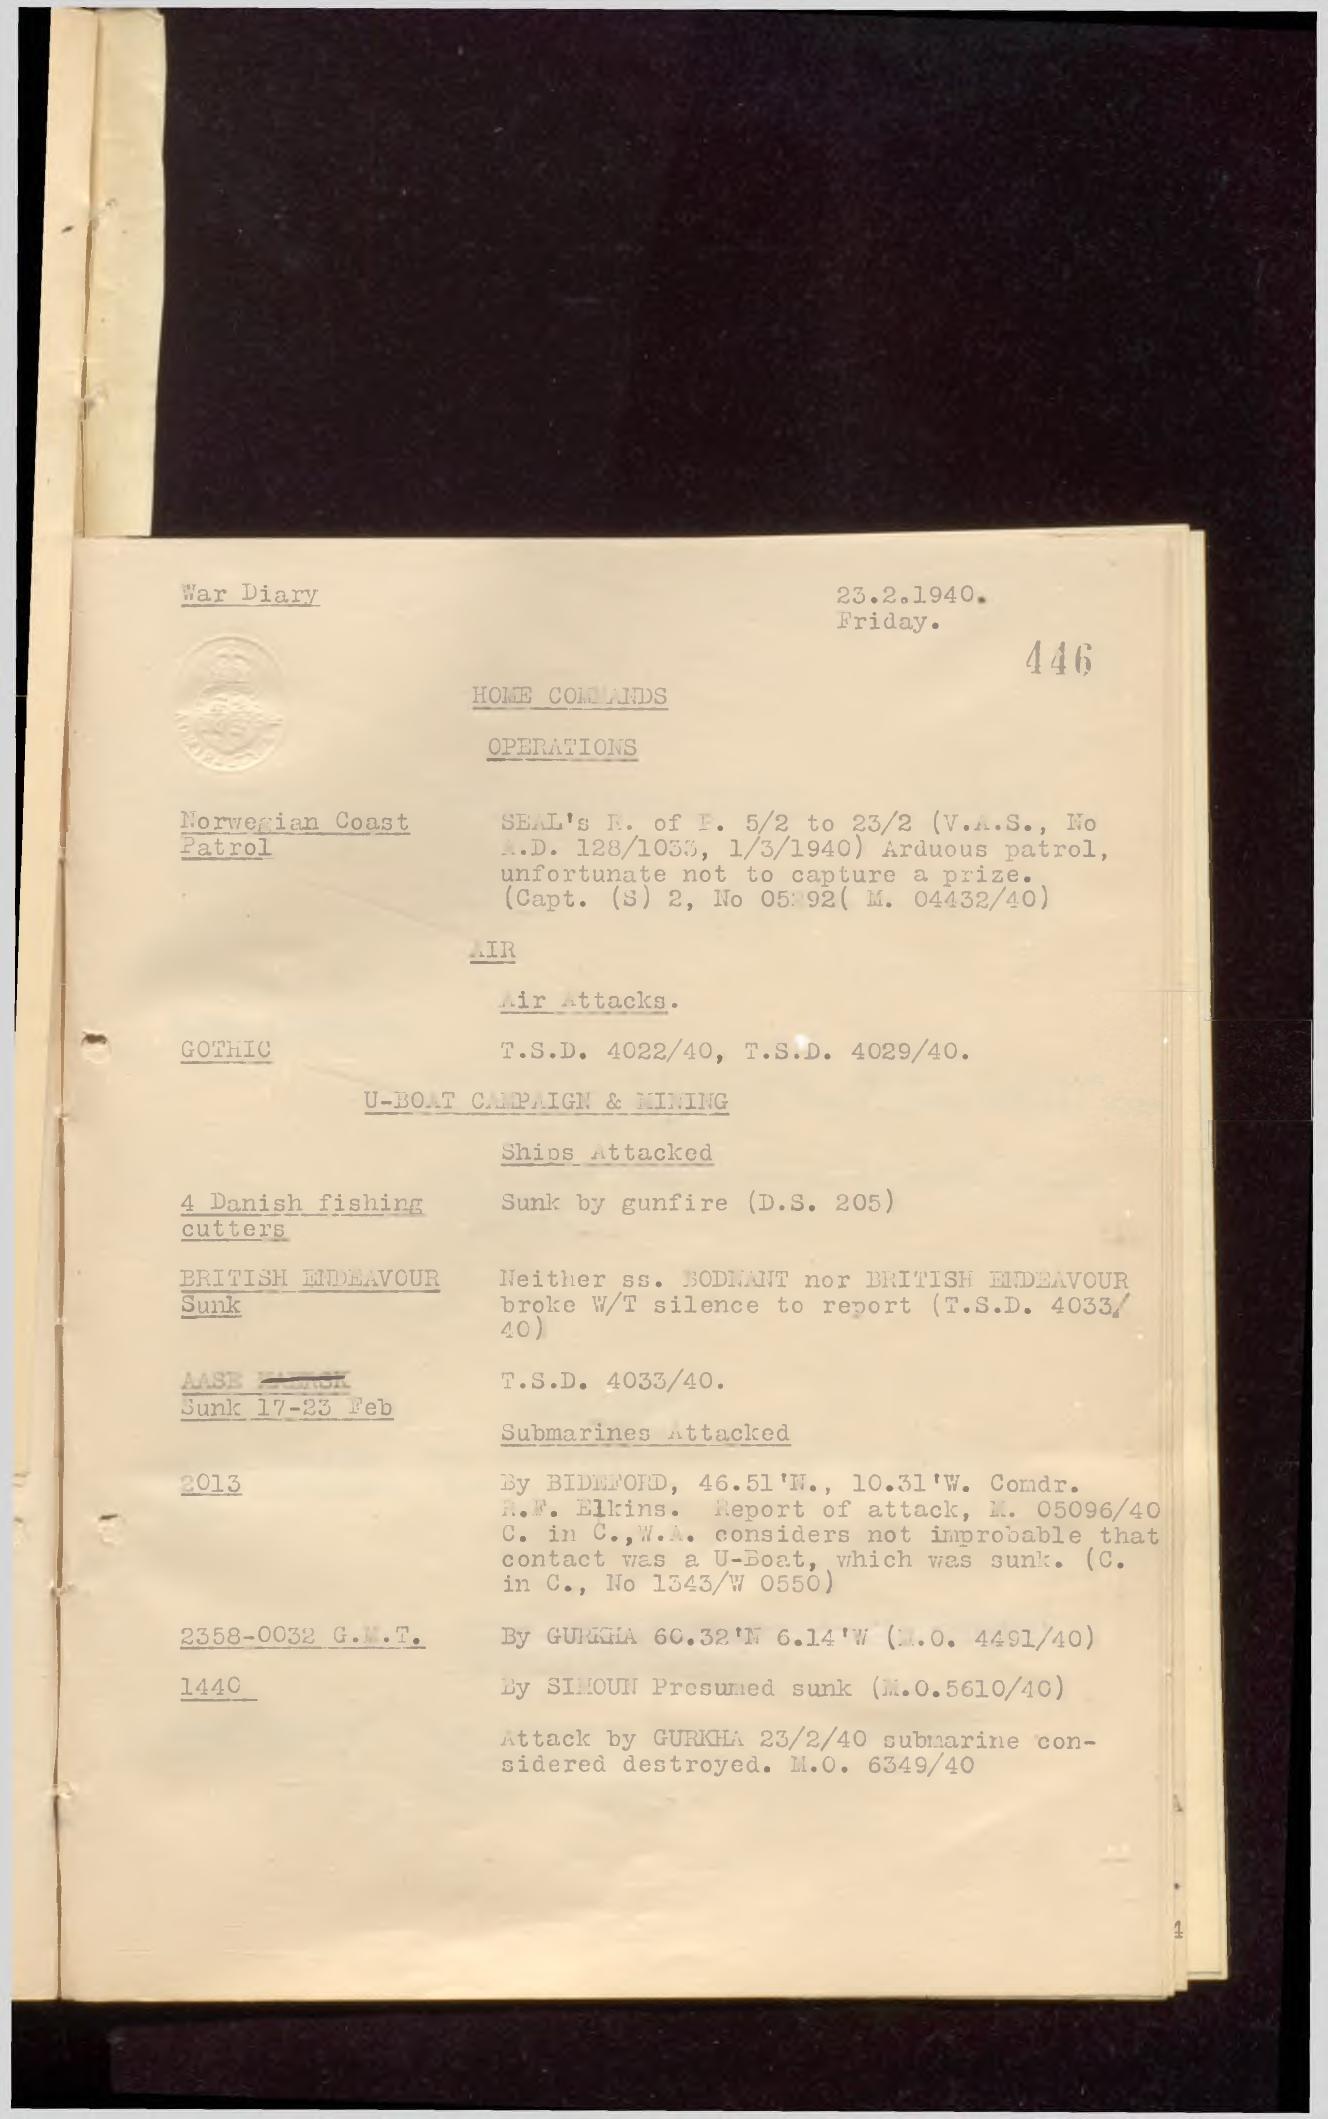 War Diary
23.2.1940.
Friday.
446
HOME COMMANDS
OPERATIONS
Norwegian Coast
Patrol
SEAL's R. of P. 5/2 to 23/2 (V.A.S., No
A.D. 128/1033, 1/3/1940) Arduous patrol,
unfortunate not to capture a prize.
(Capt. (S) 2, No ( M. 04432/40)
AIR
Air Attacks.
GOTHIC
T.S.D. 4022/40, T.S.D. 4029/40.
U-BOAT CAMPAIGN & MINING
Ships Attacked
4 Danish fishing
cutters
Sunk by gunfire (D.S. 205)
BRITISH ENDEAVOUR
Sunk
Neither ss. BODNANT nor BRITISH ENDEAVOUR
broke W/T silence to report (T.S.D. 4033/
40)
AASE MAERSK
Sunk 17-23 Feb
T.S.D. 4033/40.
Submarines Attacked
2013
By BIDEFORD, 46.51'N., 10.31'W. Comdr.
R.F. Elkins. Report of attack, M. 05096/40
C. in C.,W.A. considers not improbable that
contact was a U-Boat, which was sunk. (C.
in C., No 1343/W 0550)
2358-0032 G.M.T.
By GURKHA 60.32'N 6.14'W (M.O. 4491/40)
1440
By SIMOUN Presumed sunk (M.O.5610/40)
Attack by GURKHA 23/2/40 submarine con-
sidered destroyed. M.O. 6349/40